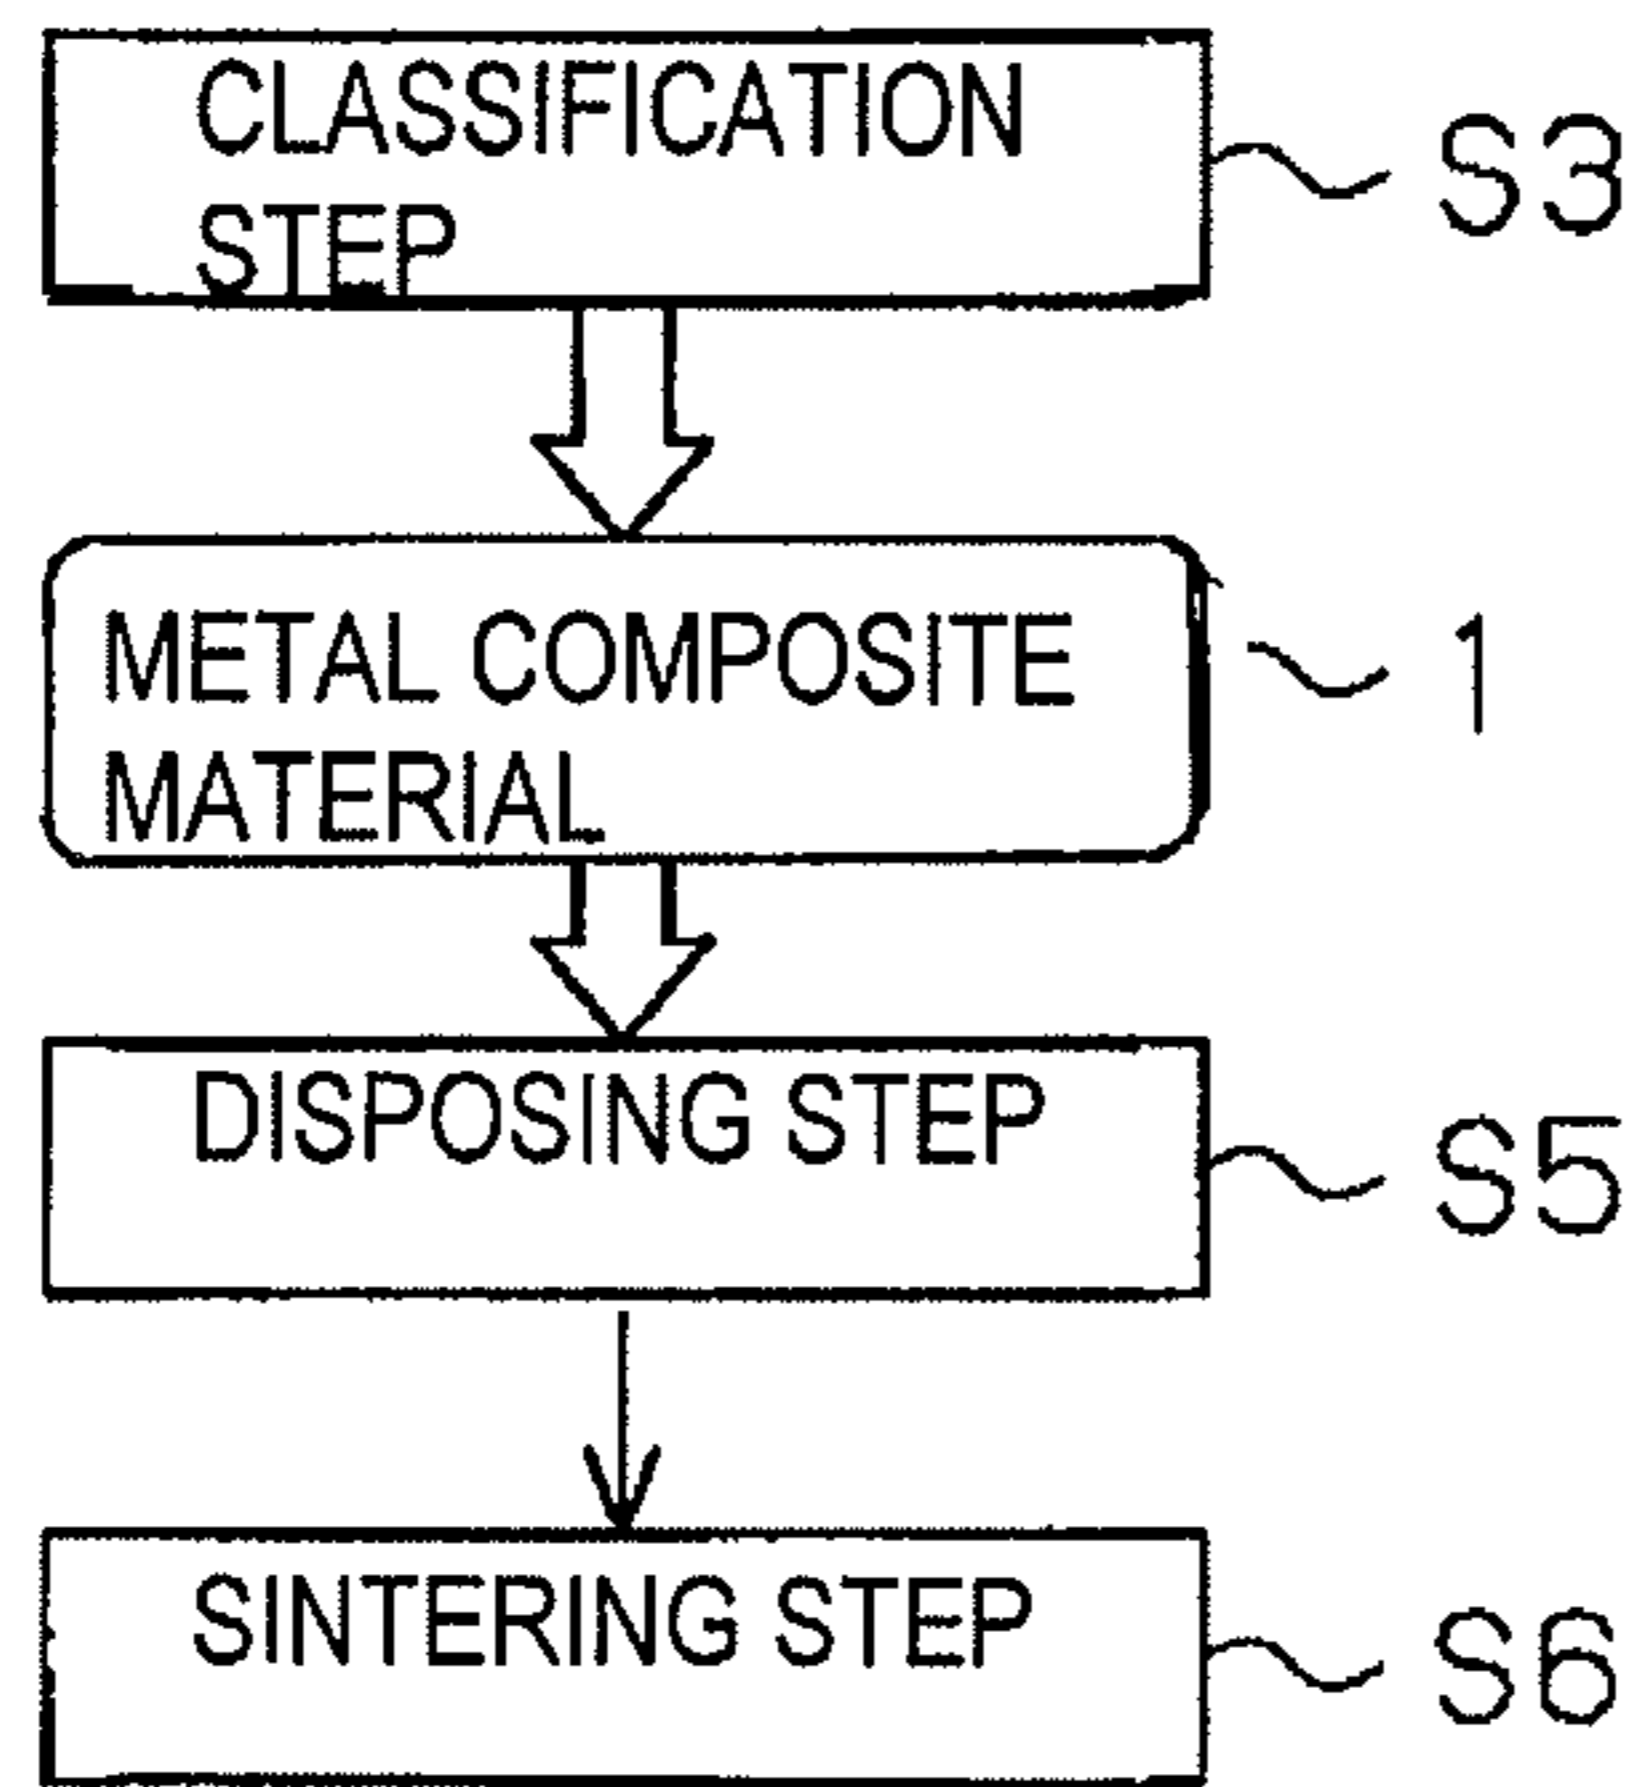 CLASSIFICATION
STEP
S3
METAL COMPOSITE
MATERIAL
1
DISPOSING STEP
S5
SINTERING STEP
S6